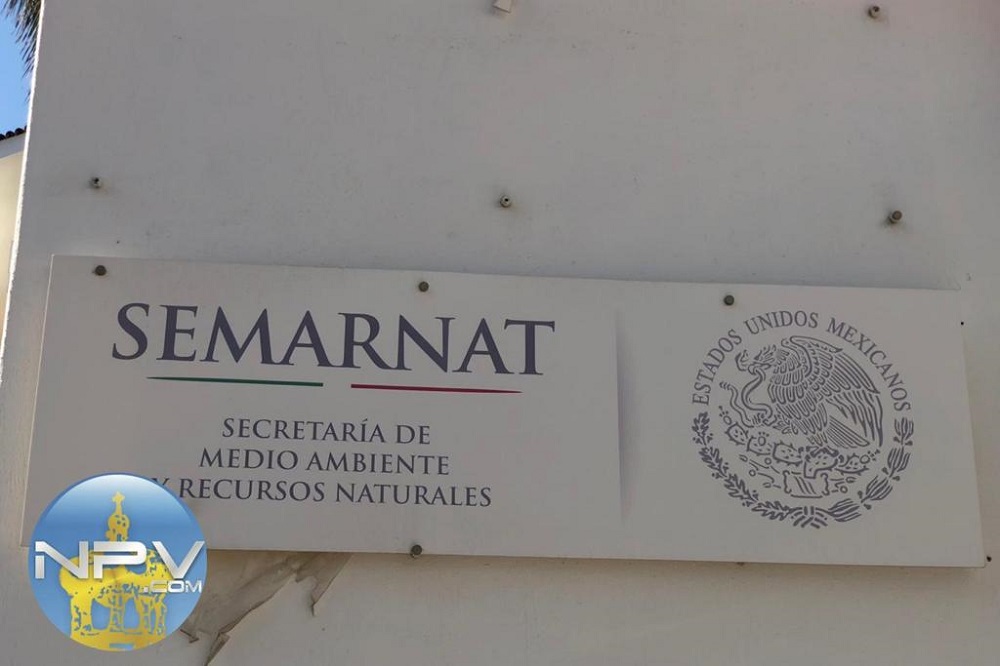 SEMARNAT
SECRETARÍA DE
MEDIO AMBIENTE
Y RECURSOS NATURALES
ESTADOS UNIDOS MEXICANOS
NPV
.COM